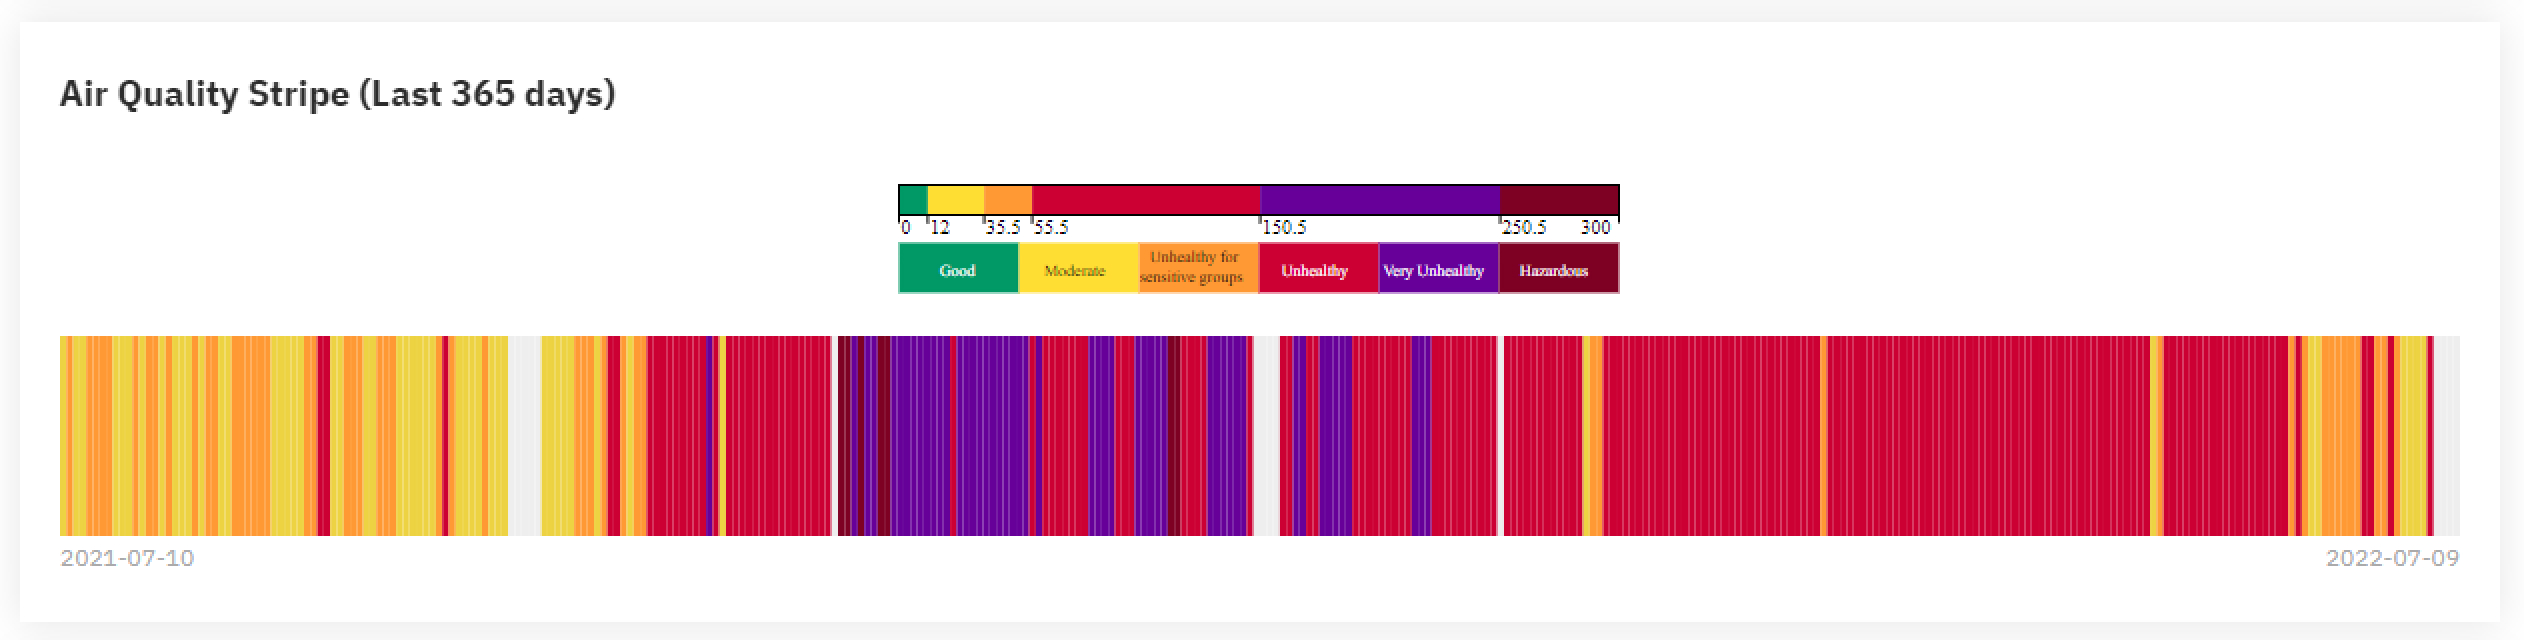 Air Quality Stripe (Last 365 days)
0 12 35.5 55.5 150.5 250.5 300
Good Moderate Unhealthy for sensitive groups Unhealthy Very Unhealthy Hazardous
2021-07-10 2022-07-09